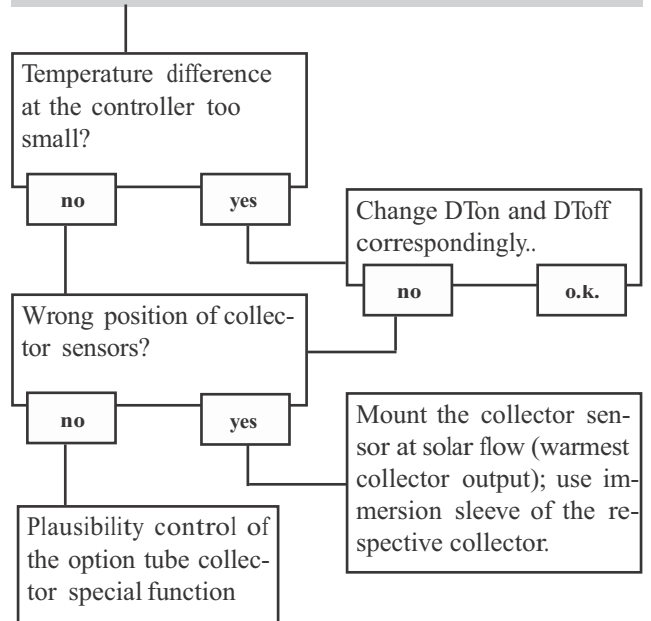 Temperature difference
at the controller too
small?
no
yes
Change DTon and DToff
correspondingly..
no
o.k.
Wrong position of collec-
tor sensors?
no
yes
Mount the collector sen-
sor at solar flow (warmest
collector output); use im-
mersion sleeve of the re-
spective collector.
Plausibility control of
the option tube collec-
tor special function